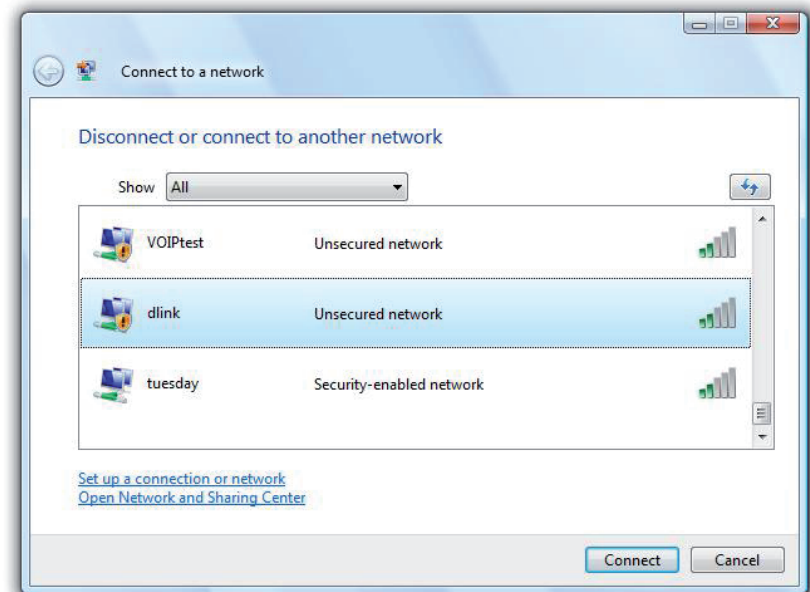 Connect to a network
Disconnect or connect to another network
Show All
VOIPtest Unsecured network
dlink Unsecured network
tuesday Security-enabled network
Set up a connection or network
Open Network and Sharing Center
Connect Cancel